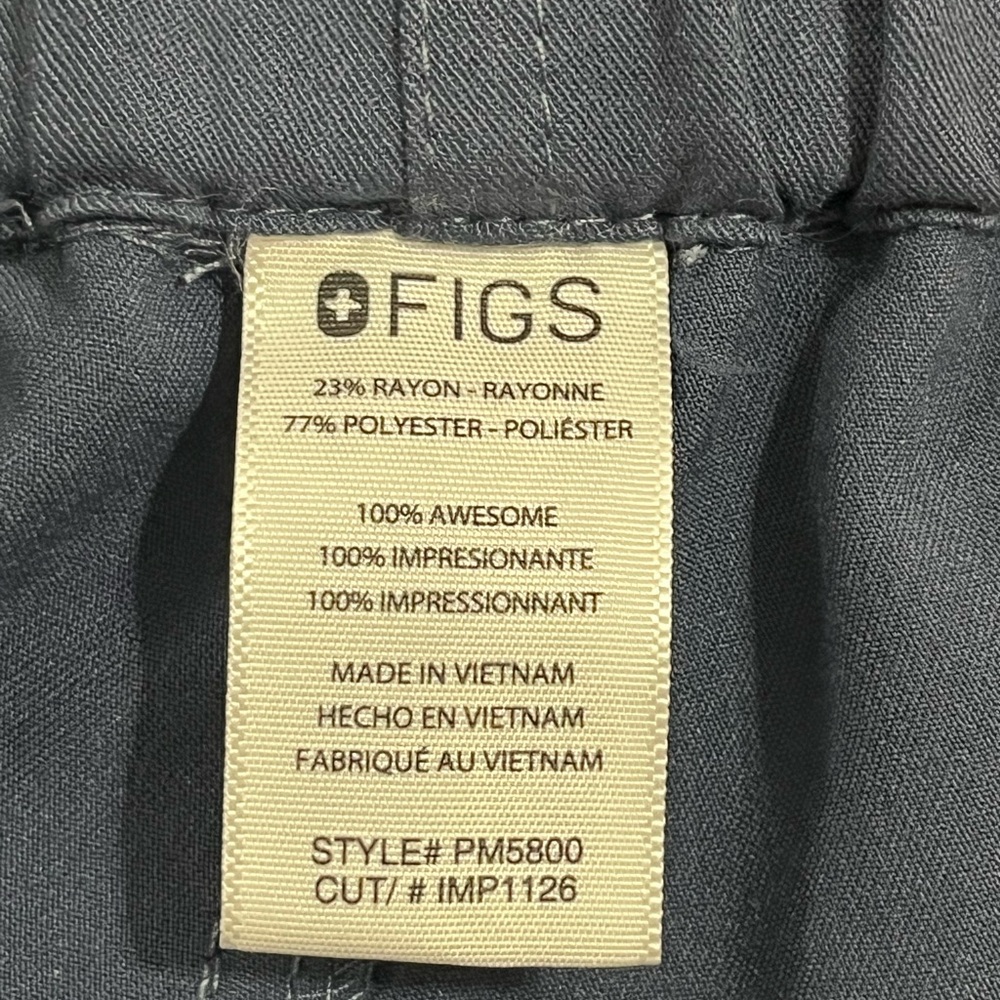 FIGS
23% RAYON - RAYONNE
77% POLYESTER - POLIÉSTER
100% AWESOME
100% IMPRESIONANTE
100% IMPRESSIONNANT
MADE IN VIETNAM
HECHO EN VIETNAM
FABRIQUÉ AU VIETNAM
STYLE# PM5800
CUT/ # IMP1126